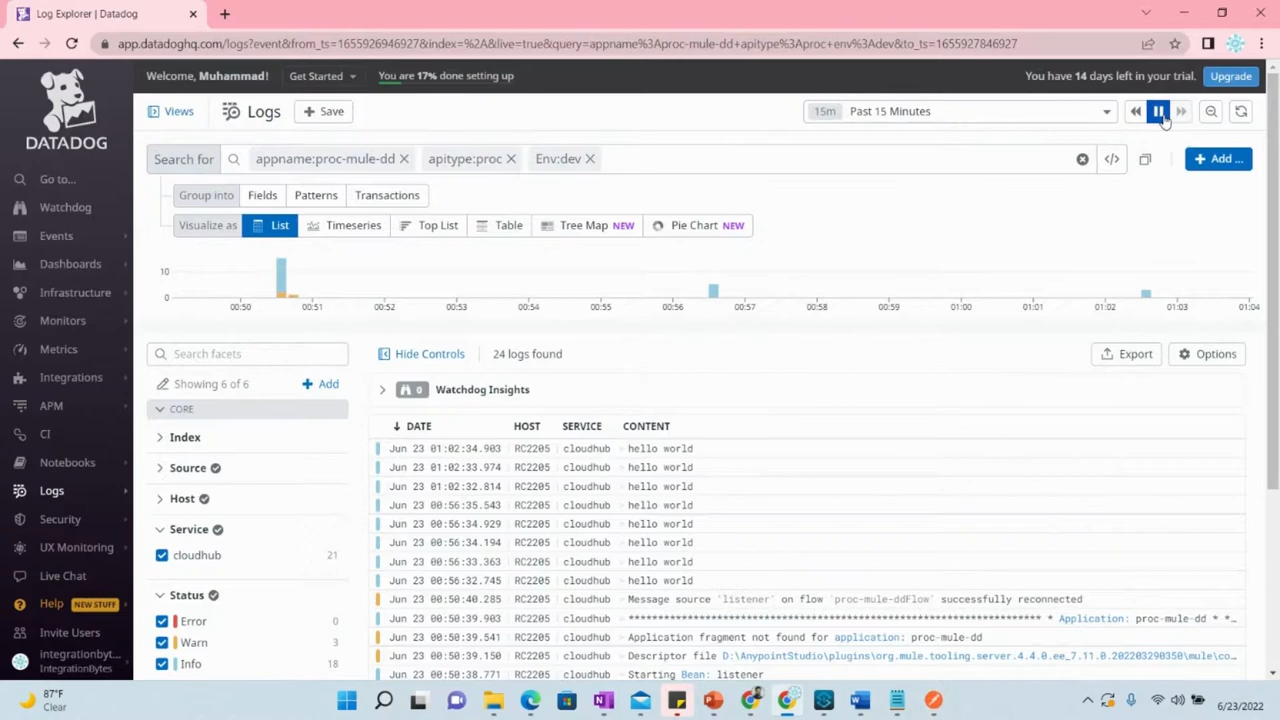 Log Explorer | Datadog
app.datadoghq.com/logs?event&from_ts=1655926946927&index=%2A&live=true&query=appname%3Aproc-mule-dd+apitype%3Aproc+env%3Adev&to_ts=1655927846927
DATADOG
Welcome, Muhammad! Get Started You are 17% done setting up You have 14 days left in your trial. Upgrade
Views Logs + Save 15m Past 15 Minutes
Search for appname:proc-mule-dd apitype:proc Env:dev </> + Add ...
Group into Fields Patterns Transactions
Visualize as List Timeseries Top List Table Tree Map NEW Pie Chart NEW
10
0
00:50 00:51 00:52 00:53 00:54 00:55 00:56 00:57 00:58 00:59 01:00 01:01 01:02 01:03 01:04
Go to...
Watchdog
Events
Dashboards
Infrastructure
Monitors
Metrics
Integrations
APM
CI
Notebooks
Logs
Security
UX Monitoring
Live Chat
Help NEW STUFF
Invite Users
integrationbyt...
IntegrationBytes
Search facets
Showing 6 of 6 + Add
CORE
Index
Source
Host
Service
cloudhub 21
Status
Error 0
Warn 3
Info 18
Hide Controls 24 logs found Export Options
0 Watchdog Insights
DATE HOST SERVICE CONTENT
Jun 23 01:02:34.903 RC2205 cloudhub hello world
Jun 23 01:02:33.974 RC2205 cloudhub hello world
Jun 23 01:02:32.814 RC2205 cloudhub hello world
Jun 23 00:56:35.543 RC2205 cloudhub hello world
Jun 23 00:56:34.929 RC2205 cloudhub hello world
Jun 23 00:56:34.194 RC2205 cloudhub hello world
Jun 23 00:56:33.363 RC2205 cloudhub hello world
Jun 23 00:56:32.745 RC2205 cloudhub hello world
Jun 23 00:50:40.285 RC2205 cloudhub Message source 'listener' on flow 'proc-mule-ddFlow' successfully reconnected
Jun 23 00:50:39.903 RC2205 cloudhub ********************************************************************** * Application: proc-mule-dd * *…
Jun 23 00:50:39.541 RC2205 cloudhub Application fragment not found for application: proc-mule-dd
Jun 23 00:50:39.150 RC2205 cloudhub Descriptor file D:\AnypointStudio\plugins\org.mule.tooling.server.4.4.0.ee_7.11.0.202203290350\mule\co…
Jun 23 00:50:38.771 RC2205 cloudhub Starting Bean: listener
87°F
Clear
6/23/2022